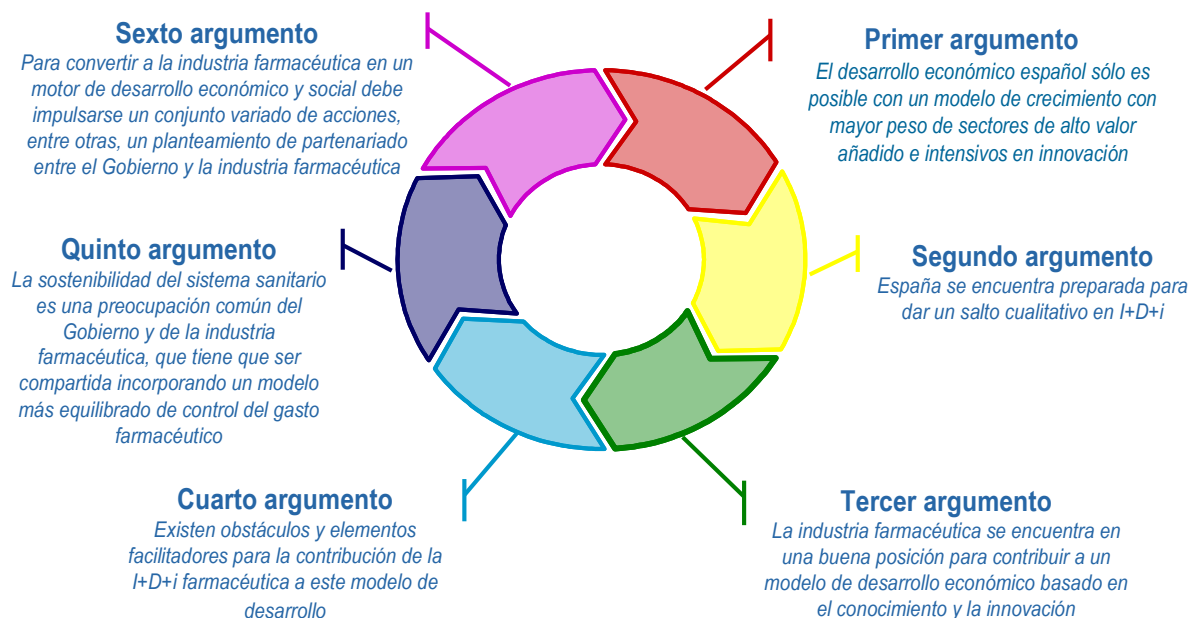 Sexto argumento
Para convertir a la industria farmacéutica en un
motor de desarrollo económico y social debe
impulsarse un conjunto variado de acciones,
entre otras, un planteamiento de partenariado
entre el Gobierno y la industria farmacéutica
Primer argumento
El desarrollo económico español sólo es
posible con un modelo de crecimiento con
mayor peso de sectores de alto valor
añadido e intensivos en innovación
Quinto argumento
La sostenibilidad del sistema sanitario
es una preocupación común del
Gobierno y de la industria
farmacéutica, que tiene que ser
compartida incorporando un modelo
más equilibrado de control del gasto
farmacéutico
Segundo argumento
España se encuentra preparada para
dar un salto cualitativo en I+D+i
Cuarto argumento
Existen obstáculos y elementos
facilitadores para la contribución de la
I+D+i farmacéutica a este modelo de
desarrollo
Tercer argumento
La industria farmacéutica se encuentra en
una buena posición para contribuir a un
modelo de desarrollo económico basado en
el conocimiento y la innovación